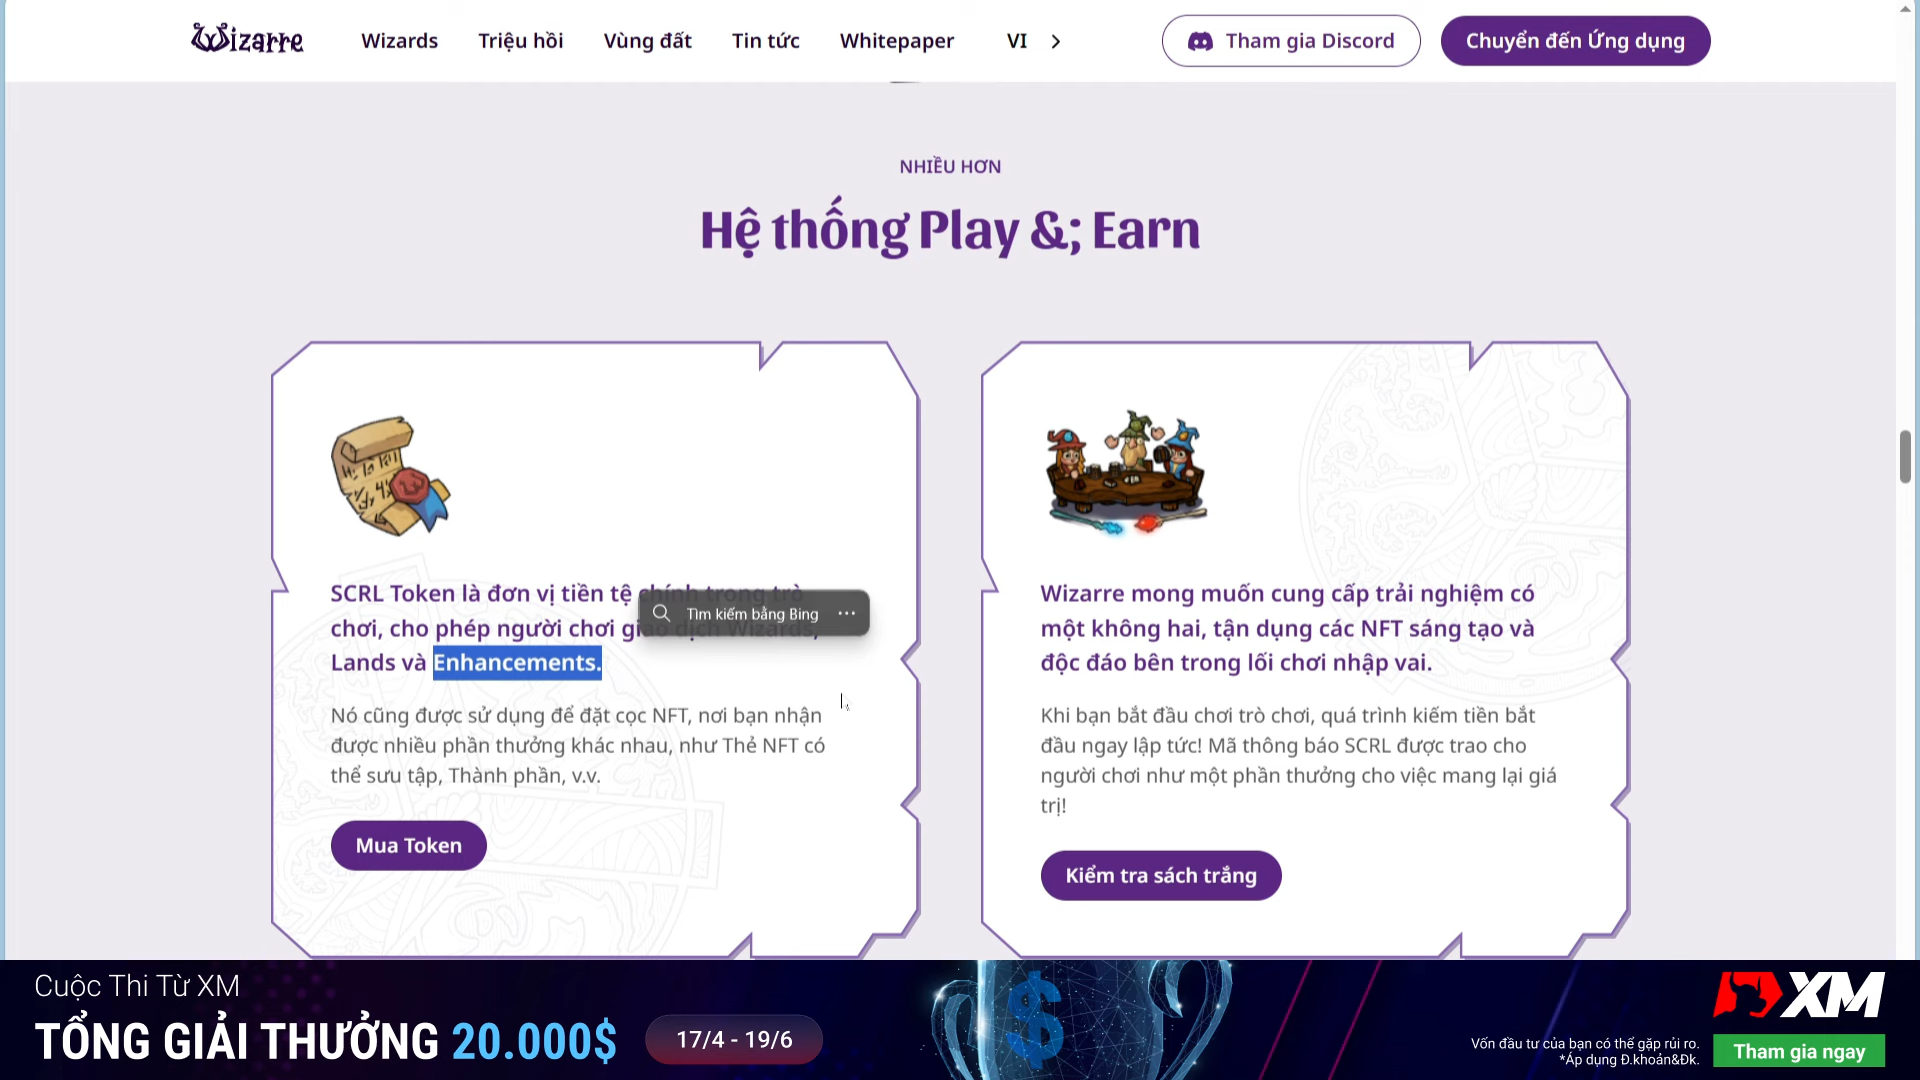 Wizarre Wizards Triệu hồi Vùng đất Tin tức Whitepaper VI Tham gia Discord Chuyển đến Ứng dụng
NHIỀU HƠN
Hệ thống Play &; Earn
SCRL Token là đơn vị tiền tệ chính trong trò
chơi, cho phép người chơi giao dịch Wizards,
Lands và Enhancements.
Tìm kiếm bằng Bing ···
Nó cũng được sử dụng để đặt cọc NFT, nơi bạn nhận
được nhiều phần thưởng khác nhau, như Thẻ NFT có
thể sưu tập, Thành phần, v.v.
Mua Token
Wizarre mong muốn cung cấp trải nghiệm có
một không hai, tận dụng các NFT sáng tạo và
độc đáo bên trong lối chơi nhập vai.
Khi bạn bắt đầu chơi trò chơi, quá trình kiếm tiền bắt
đầu ngay lập tức! Mã thông báo SCRL được trao cho
người chơi như một phần thưởng cho việc mang lại giá
trị!
Kiểm tra sách trắng
Cuộc Thi Từ XM
TỔNG GIẢI THƯỞNG 20.000$
17/4 - 19/6
XM
Vốn đầu tư của bạn có thể gặp rủi ro.
*Áp dụng Đ.khoản&Đk.
Tham gia ngay